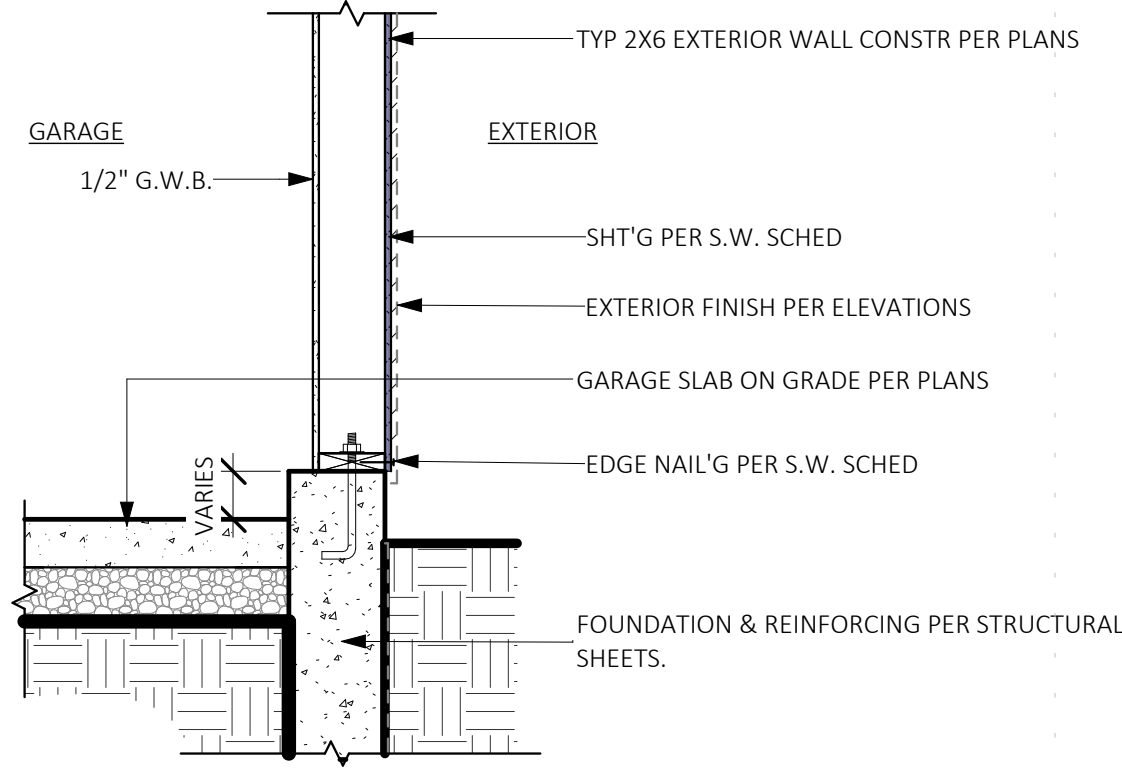 TYP 2X6 EXTERIOR WALL CONSTR PER PLANS
GARAGE
EXTERIOR
1/2" G.W.B.
SHT'G PER S.W. SCHED
EXTERIOR FINISH PER ELEVATIONS
GARAGE SLAB ON GRADE PER PLANS
EDGE NAIL'G PER S.W. SCHED
VARIES
FOUNDATION & REINFORCING PER STRUCTURAL
SHEETS.